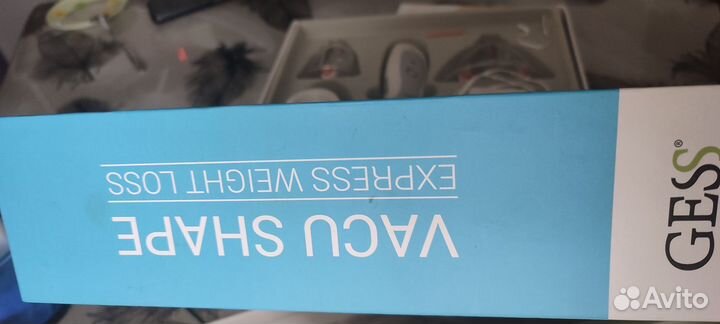 VACU SHAPE
EXPRESS WEIGHT LOSS
GESS®
Avito